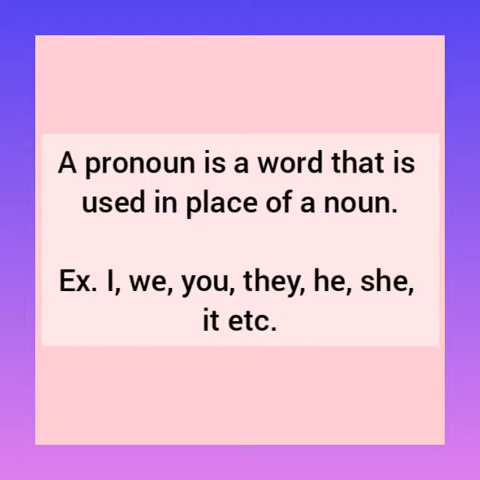 A pronoun is a word that is
used in place of a noun.
Ex. I, we, you, they, he, she,
it etc.